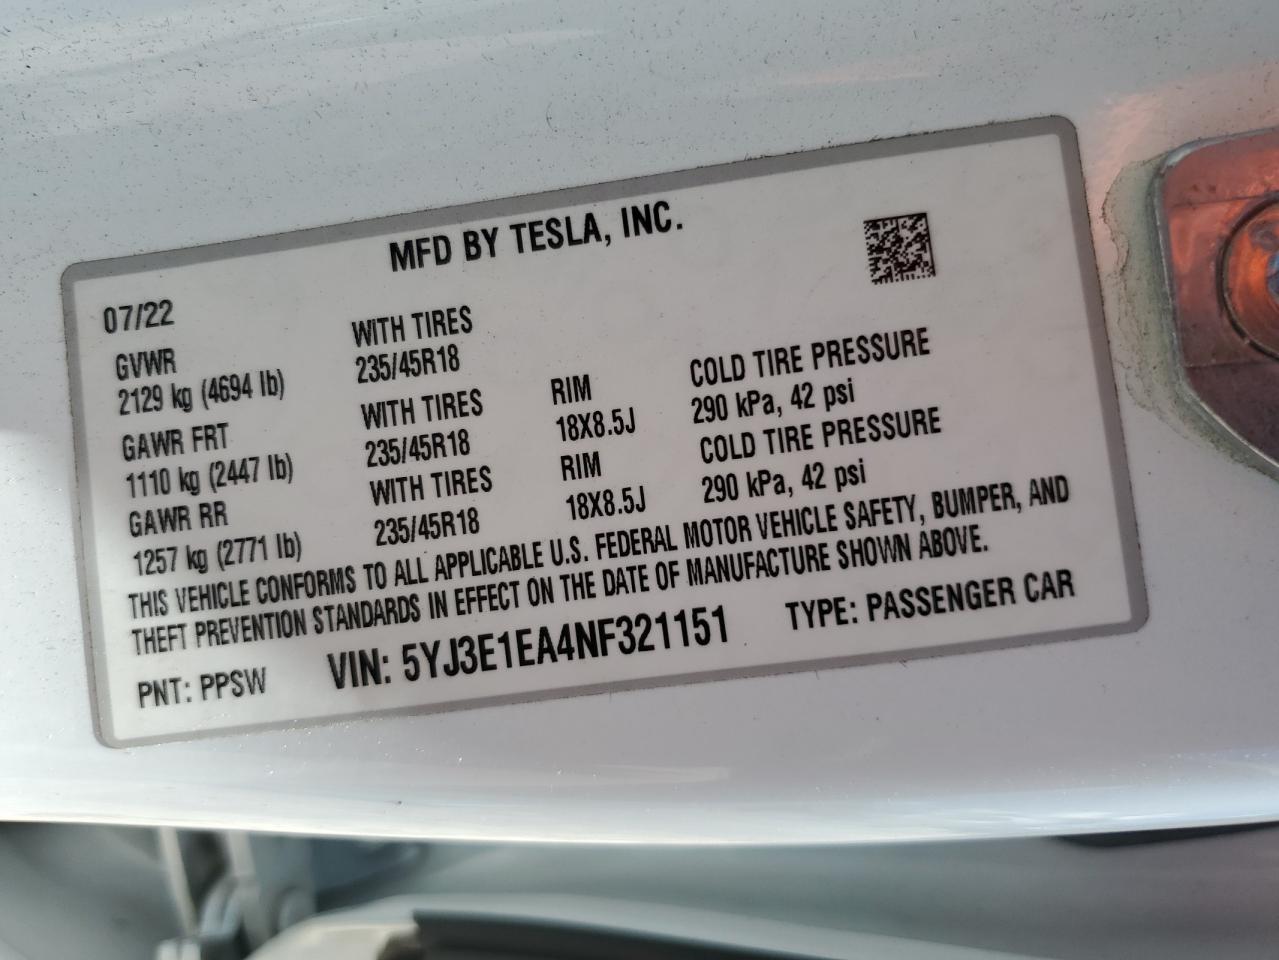 MFD BY TESLA, INC.
07/22
GVWR WITH TIRES
2129 kg (4694 lb) 235/45R18
GAWR FRT WITH TIRES RIM COLD TIRE PRESSURE
1110 kg (2447 lb) 235/45R18 18X8.5J 290 kPa, 42 psi
GAWR RR WITH TIRES RIM COLD TIRE PRESSURE
1257 kg (2771 lb) 235/45R18 18X8.5J 290 kPa, 42 psi
THIS VEHICLE CONFORMS TO ALL APPLICABLE U.S. FEDERAL MOTOR VEHICLE SAFETY, BUMPER, AND
THEFT PREVENTION STANDARDS IN EFFECT ON THE DATE OF MANUFACTURE SHOWN ABOVE.
PNT: PPSW VIN: 5YJ3E1EA4NF321151 TYPE: PASSENGER CAR